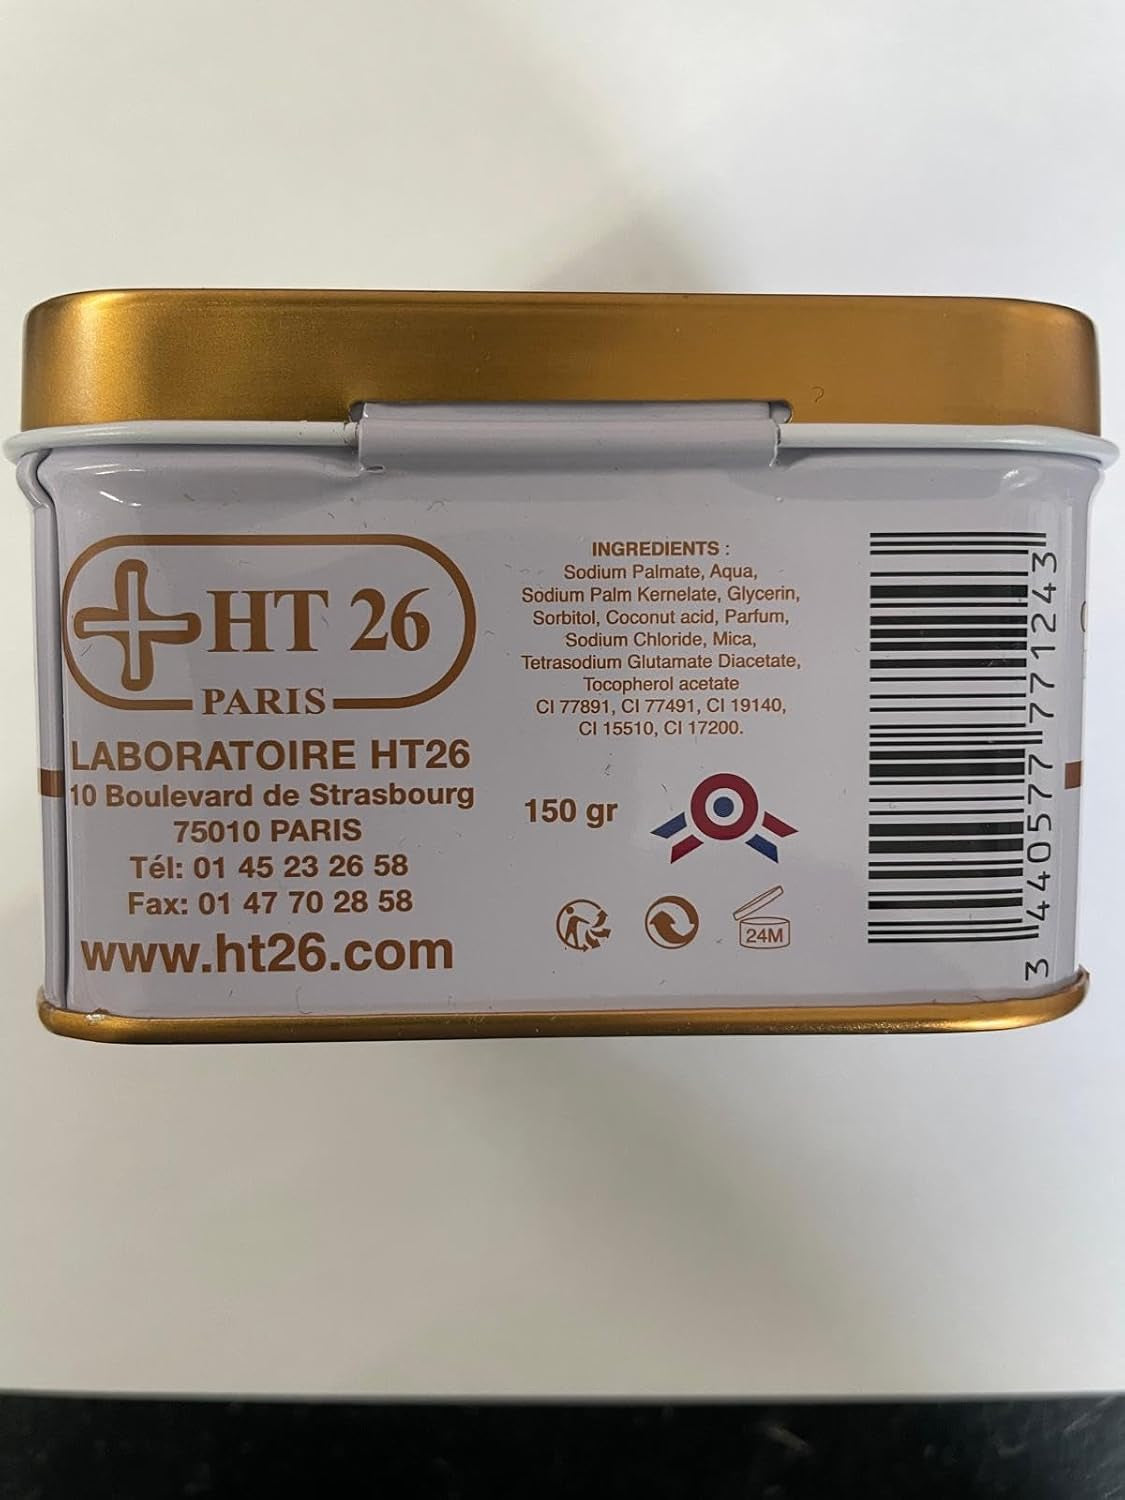 HT 26
PARIS
LABORATOIRE HT26
10 Boulevard de Strasbourg
75010 PARIS
Tél: 01 45 23 26 58
Fax: 01 47 70 28 58
www.ht26.com
INGREDIENTS :
Sodium Palmate, Aqua,
Sodium Palm Kernelate, Glycerin,
Sorbitol, Coconut acid, Parfum,
Sodium Chloride, Mica,
Tetrasodium Glutamate Diacetate,
Tocopherol acetate
CI 77891, CI 77491, CI 19140,
CI 15510, CI 17200.
150 gr
24M
3 440577 771243